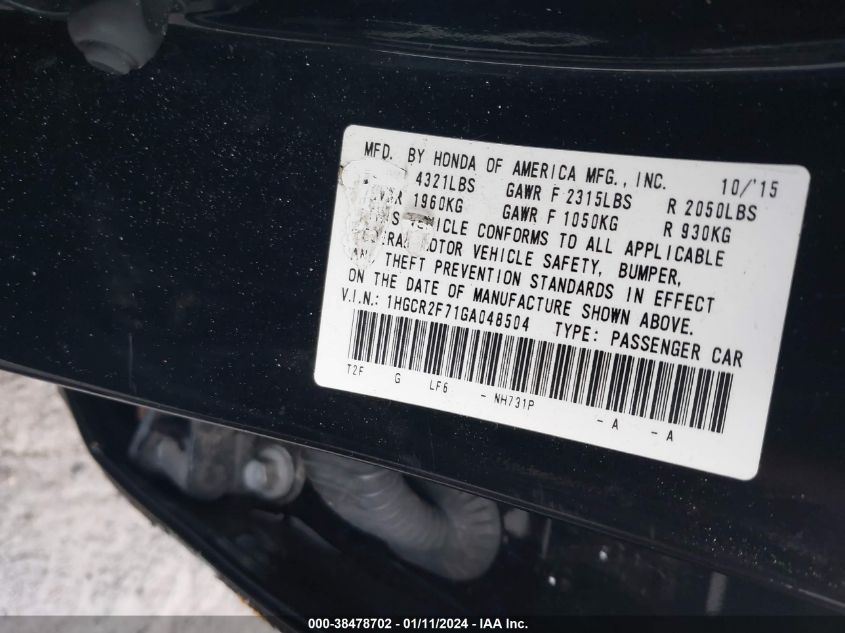 MFD. BY HONDA OF AMERICA MFG., INC. 10/'15
4321LBS GAWR F 2315LBS R 2050LBS
1960KG GAWR F 1050KG R 930KG
VEHICLE CONFORMS TO ALL APPLICABLE
MOTOR VEHICLE SAFETY, BUMPER,
THEFT PREVENTION STANDARDS IN EFFECT
ON THE DATE OF MANUFACTURE SHOWN ABOVE.
V.I.N.: 1HGCR2F71GA048504 TYPE: PASSENGER CAR
T2F G LF6 - NH731P - A - A
000-38478702 - 01/11/2024 - IAA Inc.